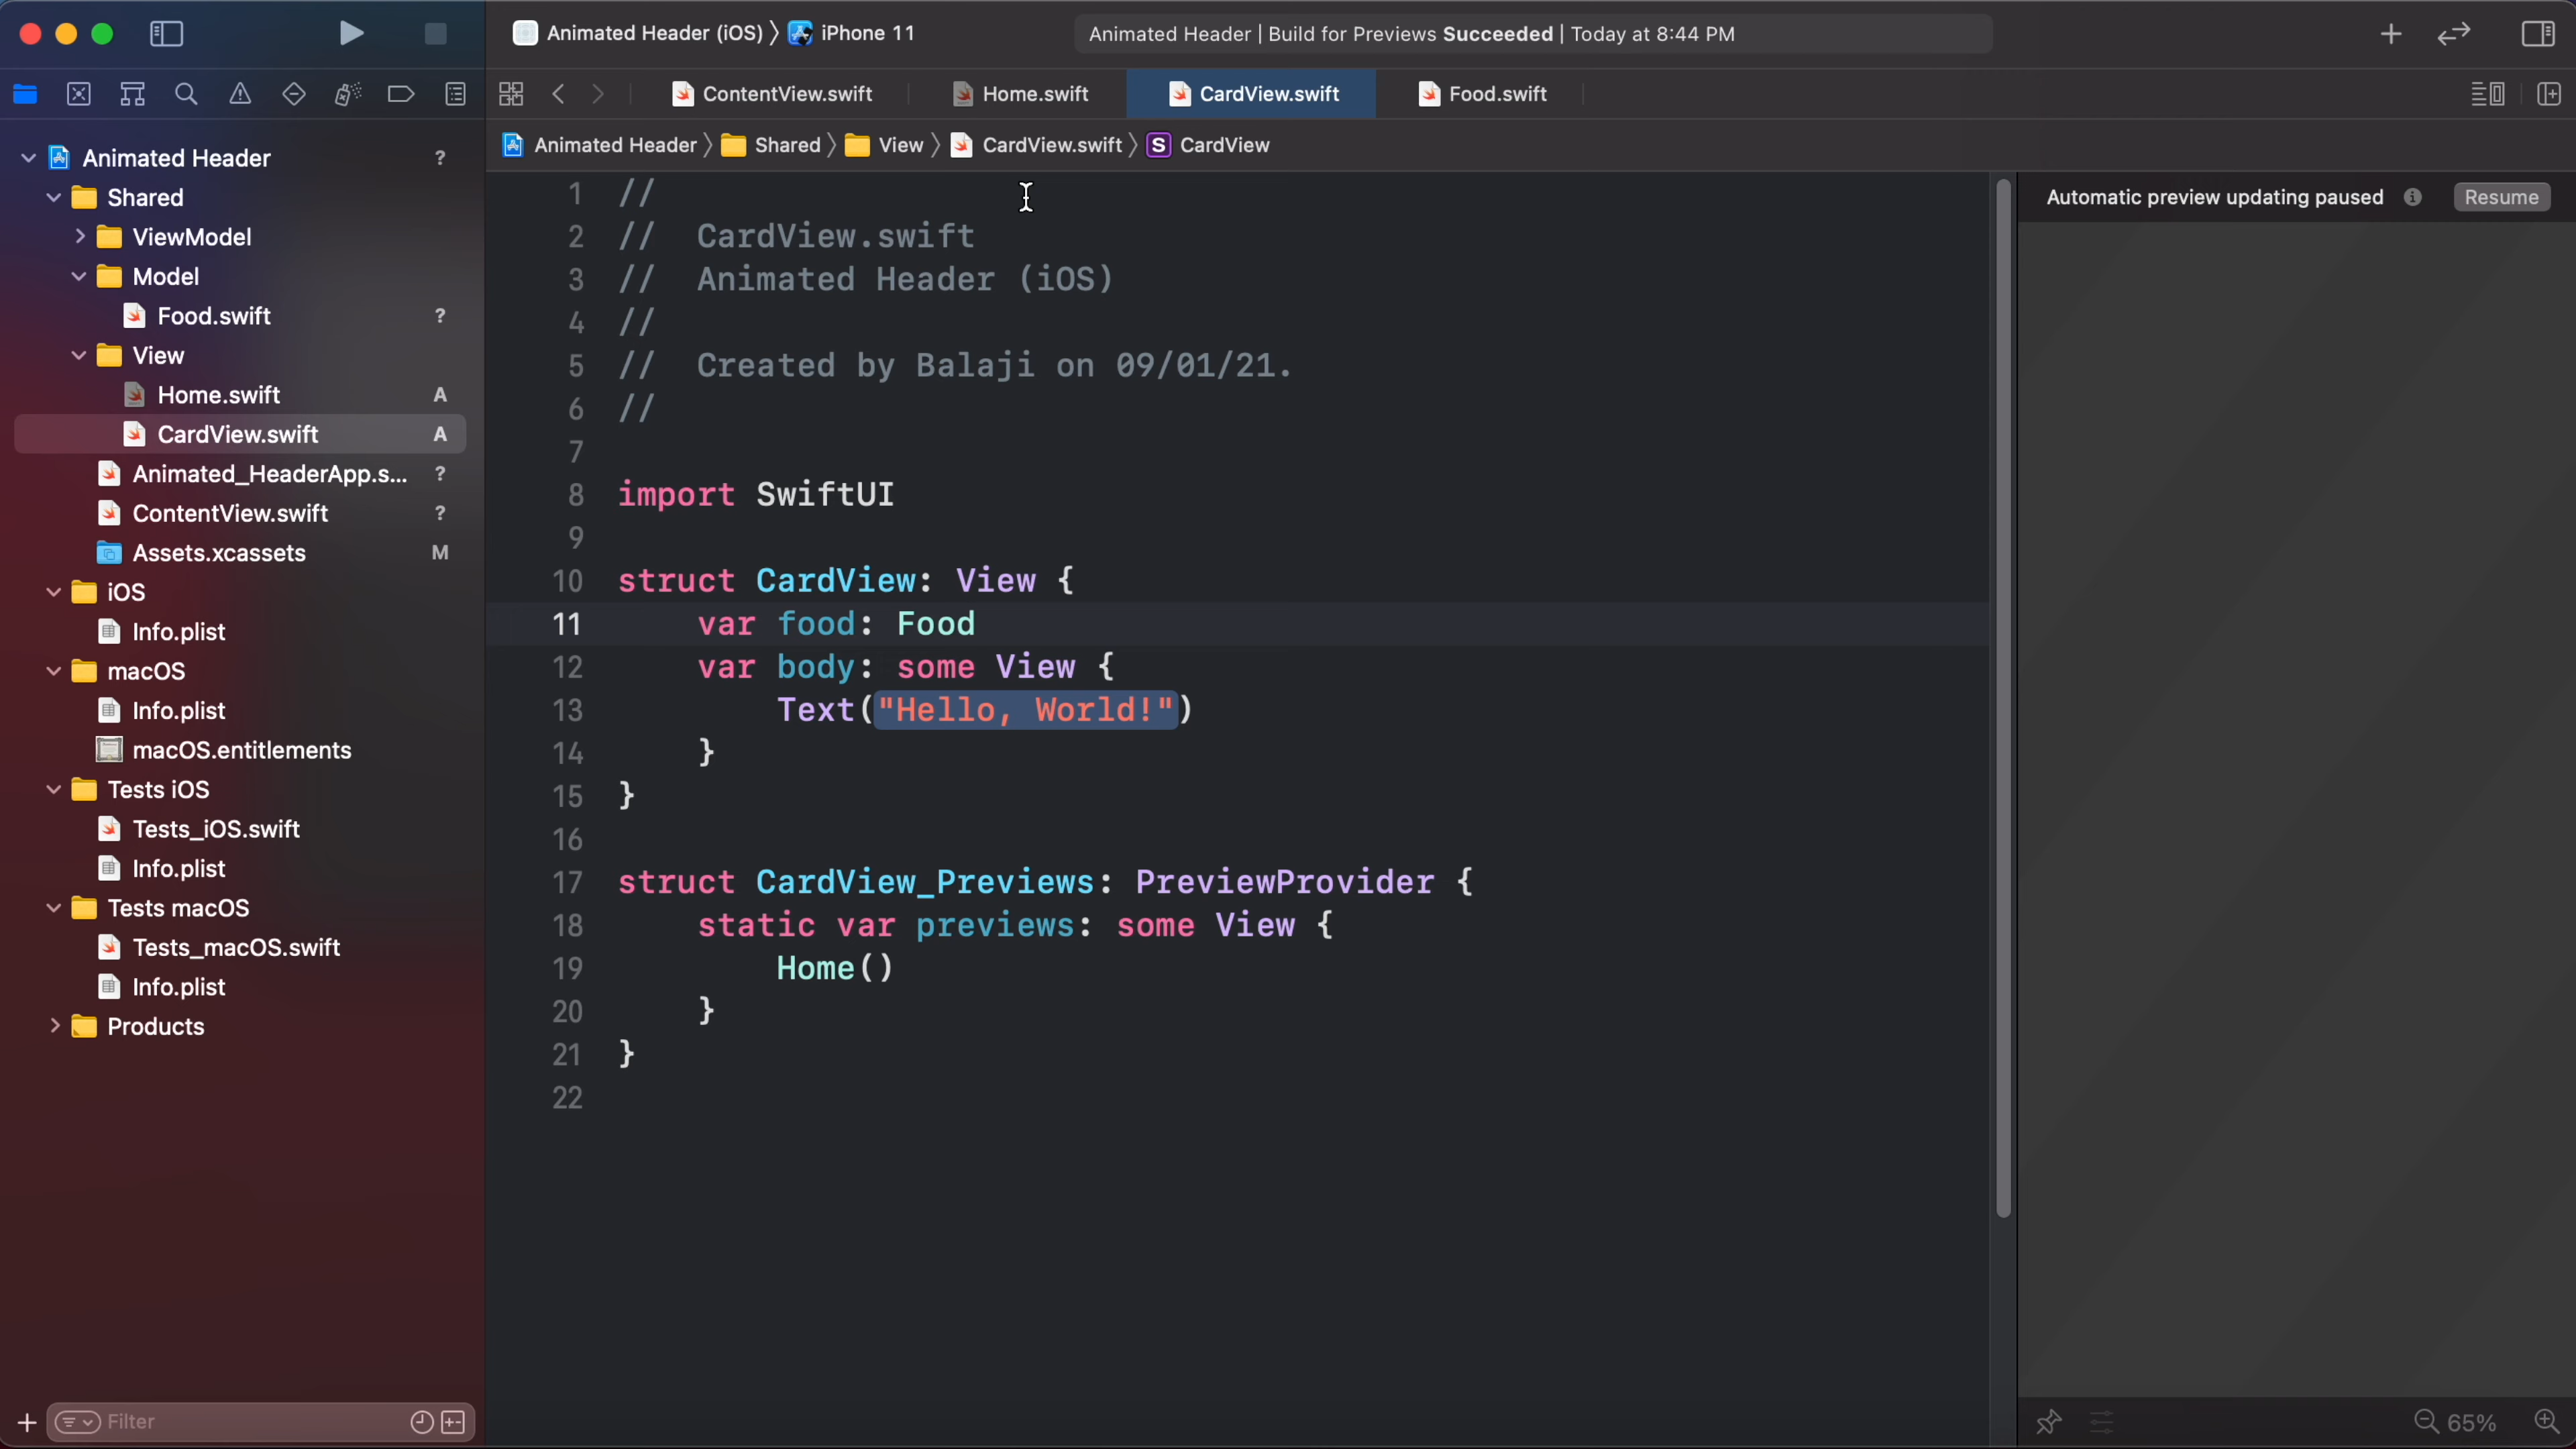 Animated Header (iOS) 〉 iPhone 11
Animated Header | Build for Previews Succeeded | Today at 8:44 PM
ContentView.swift
Home.swift
CardView.swift
Food.swift
Animated Header 〉 Shared 〉 View 〉 CardView.swift 〉 S CardView
Animated Header ?
Shared
ViewModel
Model
Food.swift ?
View
Home.swift A
CardView.swift A
Animated_HeaderApp.s... ?
ContentView.swift ?
Assets.xcassets M
iOS
Info.plist
macOS
Info.plist
macOS.entitlements
Tests iOS
Tests_iOS.swift
Info.plist
Tests macOS
Tests_macOS.swift
Info.plist
Products
Filter
1 //
2 //  CardView.swift
3 //  Animated Header (iOS)
4 //
5 //  Created by Balaji on 09/01/21.
6 //
7
8 import SwiftUI
9
10 struct CardView: View {
11     var food: Food
12     var body: some View {
13         Text("Hello, World!")
14     }
15 }
16
17 struct CardView_Previews: PreviewProvider {
18     static var previews: some View {
19         Home()
20     }
21 }
22
Automatic preview updating paused
Resume
65%